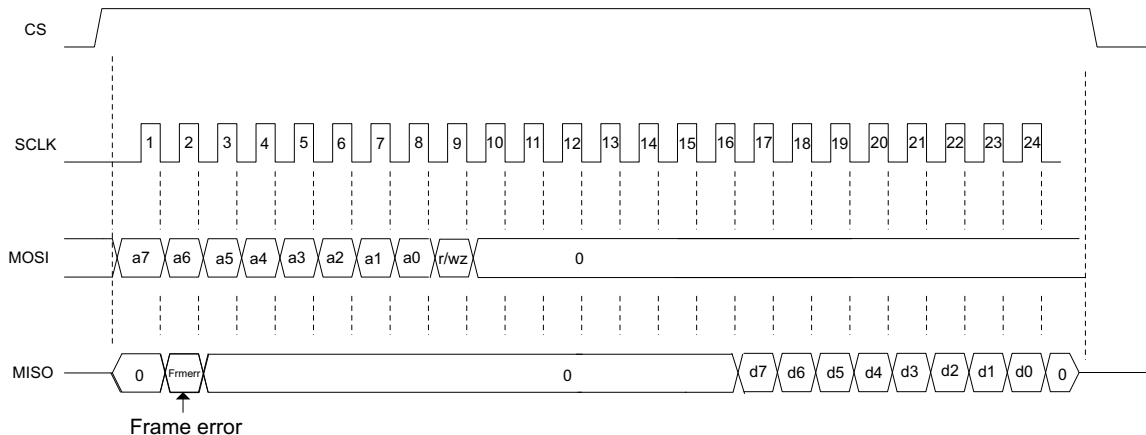 CS
SCLK 1 2 3 4 5 6 7 8 9 10 11 12 13 14 15 16 17 18 19 20 21 22 23 24
MOSI a7 a6 a5 a4 a3 a2 a1 a0 r/wz 0
MISO 0 Frmerr 0 d7 d6 d5 d4 d3 d2 d1 d0 0
Frame error